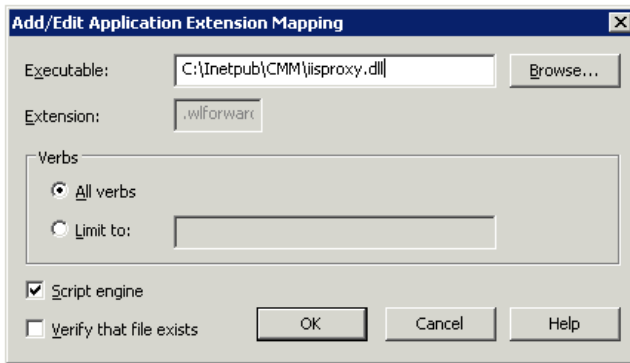 Add/Edit Application Extension Mapping
Executable: C:\Inetpub\CMM\iisproxy.dll Browse...
Extension: .wlforward
Verbs
All verbs
Limit to:
Script engine
Verify that file exists OK Cancel Help